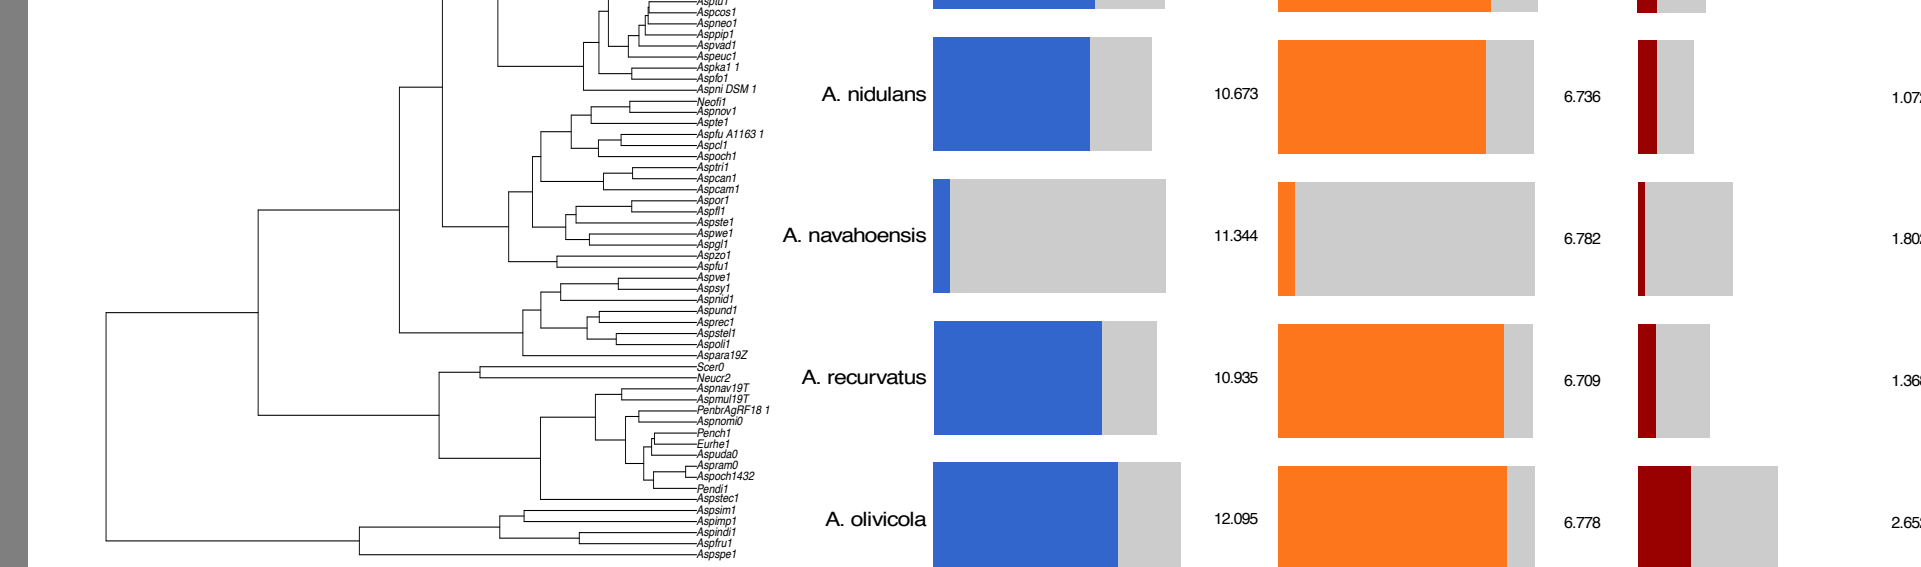 Aspcos1
Aspneo1
Asppip1
Aspvad1
Aspeuc1
Aspka1 1
Aspfo1
Aspni DSM 1
Neofi1
Aspnov1
Aspte1
Aspfu A1163 1
Aspcl1
Aspoch1
Asptri1
Aspcan1
Aspcam1
Aspor1
Aspfl1
Aspste1
Aspwe1
Aspgl1
Aspzo1
Aspfu1
Aspve1
Aspsy1
Aspnid1
Aspund1
Asprec1
Aspstel1
Aspoli1
Aspara19Z
Scer0
Neucr2
Aspnav19T
Aspmul19T
PenbrAgRF18 1
Aspnomi0
Pench1
Eurhe1
Aspuda0
Aspram0
Aspoch1432
Pendi1
Aspstec1
Aspsim1
Aspimp1
Aspindi1
Aspfru1
Aspspe1
A. nidulans 10.673 6.736
A. navahoensis 11.344 6.782
A. recurvatus 10.935 6.709
A. olivicola 12.095 6.778